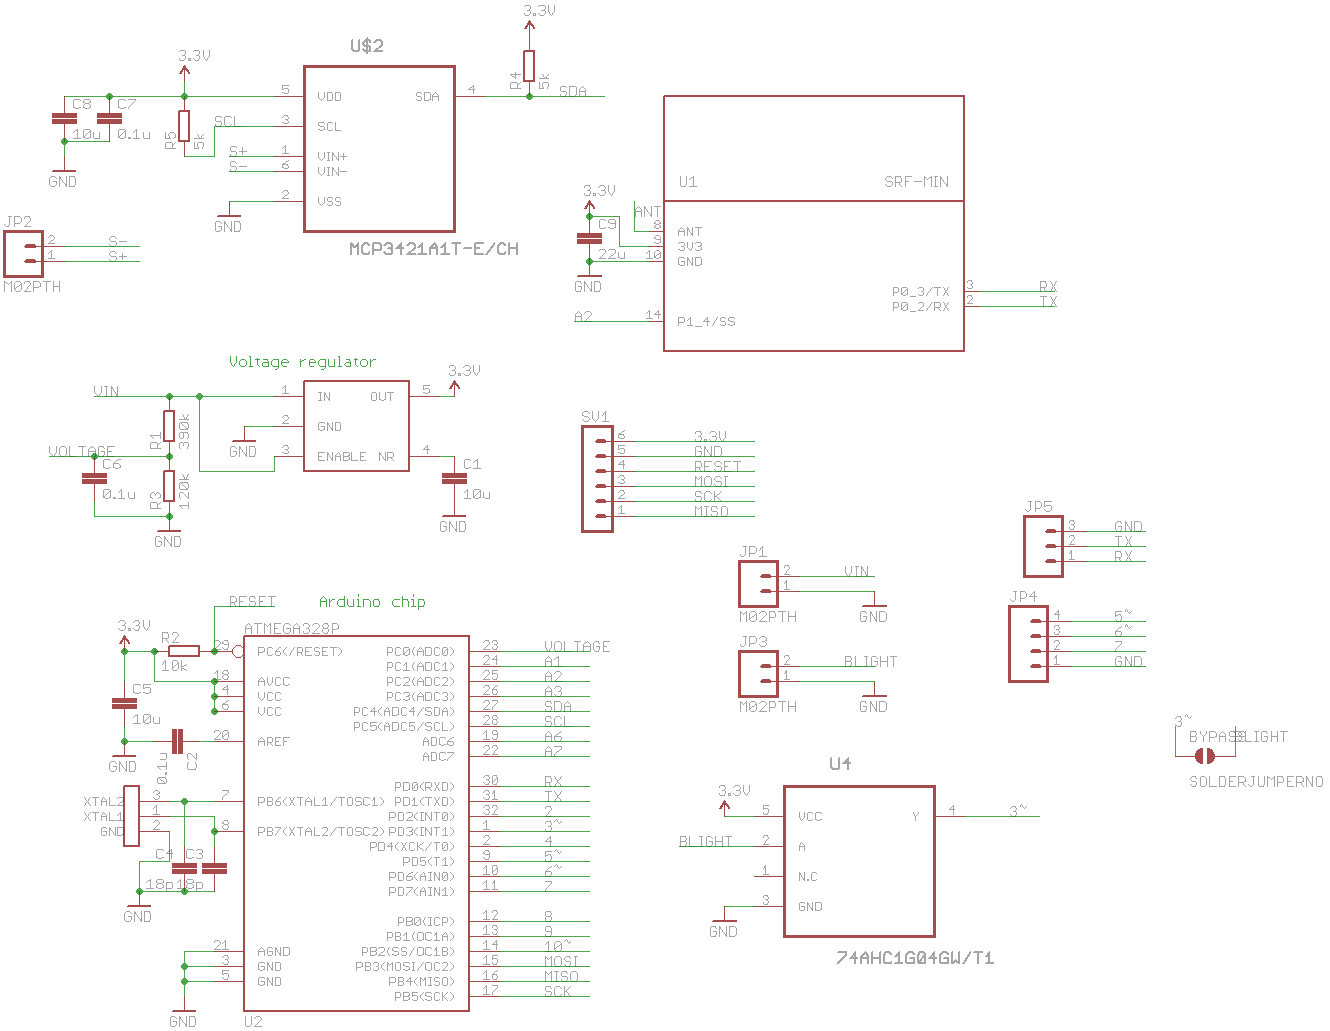 3.3V
U$2
3.3V
R4
5k
SDA
C8
C7
10u
0.1u
R5
5k
SCL
S+
S-
GND
5
3
1
6
2
VDD
SCL
VIN+
VIN-
VSS
SDA
4
GND
MCP3421A1T-E/CH
JP2
2
1
S-
S+
M02PTH
U1
SRF-MIN
3.3V
ANT
C9
22u
GND
8
9
10
14
A2
ANT
3V3
GND
P1_4/SS
P0_3/TX
P0_2/RX
3
2
RX
TX
Voltage regulator
VIN
R1
390k
VOLTAGE
C6
0.1u
R3
120k
GND
1
2
3
GND
IN
GND
ENABLE
OUT
NR
5
4
3.3V
C1
10u
GND
SV1
6
5
4
3
2
1
3.3V
GND
RESET
MOSI
SCK
MISO
JP5
3
2
1
GND
TX
RX
JP4
4
3
2
1
5~
6~
7
GND
JP1
2
1
VIN
GND
M02PTH
JP3
2
1
BLIGHT
GND
M02PTH
RESET
Arduino chip
ATMEGA328P
3.3V
R2
10k
C5
10u
GND
0.1u
C2
29
18
4
6
20
7
8
21
3
5
PC6(/RESET)
AVCC
VCC
VCC
AREF
PB6(XTAL1/TOSC1)
PB7(XTAL2/TOSC2)
AGND
GND
GND
XTAL2
XTAL1
GND
3
1
2
C4
C3
18p
18p
GND
GND
U2
PC0(ADC0) 23 VOLTAGE
PC1(ADC1) 24 A1
PC2(ADC2) 25 A2
PC3(ADC3) 26 A3
PC4(ADC4/SDA) 27 SDA
PC5(ADC5/SCL) 28 SCL
ADC6 19 A6
ADC7 22 A7
PD0(RXD) 30 RX
PD1(TXD) 31 TX
PD2(INT0) 32 2
PD3(INT1) 1 3~
PD4(XCK/T0) 2 4
PD5(T1) 9 5~
PD6(AIN0) 10 6~
PD7(AIN1) 11 7
PB0(ICP) 12 8
PB1(OC1A) 13 9
PB2(SS/OC1B) 14 10~
PB3(MOSI/OC2) 15 MOSI
PB4(MISO) 16 MISO
PB5(SCK) 17 SCK
U4
3.3V
BLIGHT
GND
5
2
1
3
VCC
A
N.C
GND
Y
4
3~
74AHC1G04GW/T1
3~
BYPASS
BLIGHT
SOLDERJUMPERNO